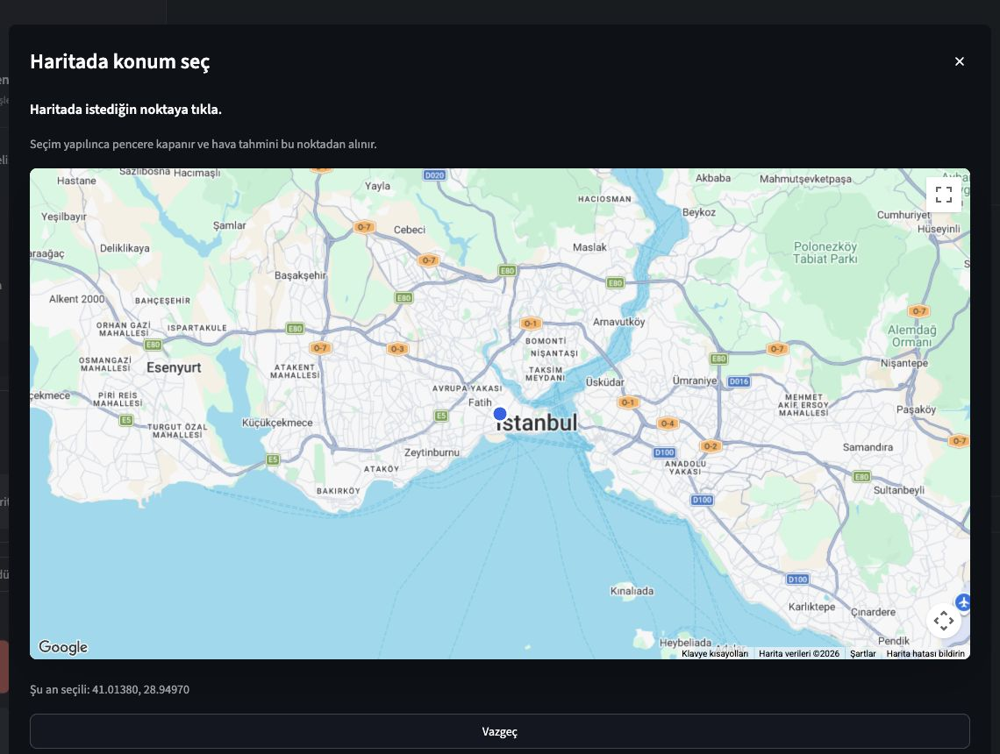 Haritada konum seç
Haritada istediğin noktaya tıkla.
Seçim yapılınca pencere kapanır ve hava tahmini bu noktadan alınır.
Sazlıbosna Hacımaşlı
Hastane
D020
Yayla
Akbaba
Mahmutşevketpaşa
HACIOSMAN
Yeşilbayır
Beykoz
Cumhuriyet
Hüseyinli
Şamlar
O-7
Cebeci
Deliklikaya
Maslak
Polonezköy
Tabiat Parkı
O-7
E80
Başakşehir
E80
Alkent 2000
BAHÇEŞEHİR
E80
O-7
ORHAN GAZİ
MAHALLESİ
ISPARTAKULE
E80
O-1
Arnavutköy
Alemdağ
Ormanı
E80
O-7
O-3
BOMONTİ
NİŞANTAŞI
O-7
OSMANGAZİ
MAHALLESİ
Esenyurt
ATAKENT
MAHALLESİ
TAKSİM
MEYDANI
E80
Nişantepe
AVRUPA YAKASI
Üsküdar
Ümraniye
D016
PİRİ REİS
MAHALLESİ
Fatih
O-1
MEHMET
AKİF ERSOY
MAHALLESİ
Paşaköy
E5
TURGUT ÖZAL
MAHALLESİ
Küçükçekmece
E5
İstanbul
O-4
O-7
E5
Zeytinburnu
D100
O-2
Samandıra
ATAKÖY
ANADOLU
YAKASI
E80
BAKIRKÖY
D100
Sultanbeyli
D100
Kınalıada
Karlıktepe
Çınardere
Heybeliada
Pendik
Google
Klavye kısayolları
Harita verileri ©2026
Şartlar
Harita hatası bildirin
Şu an seçili: 41.01380, 28.94970
Vazgeç